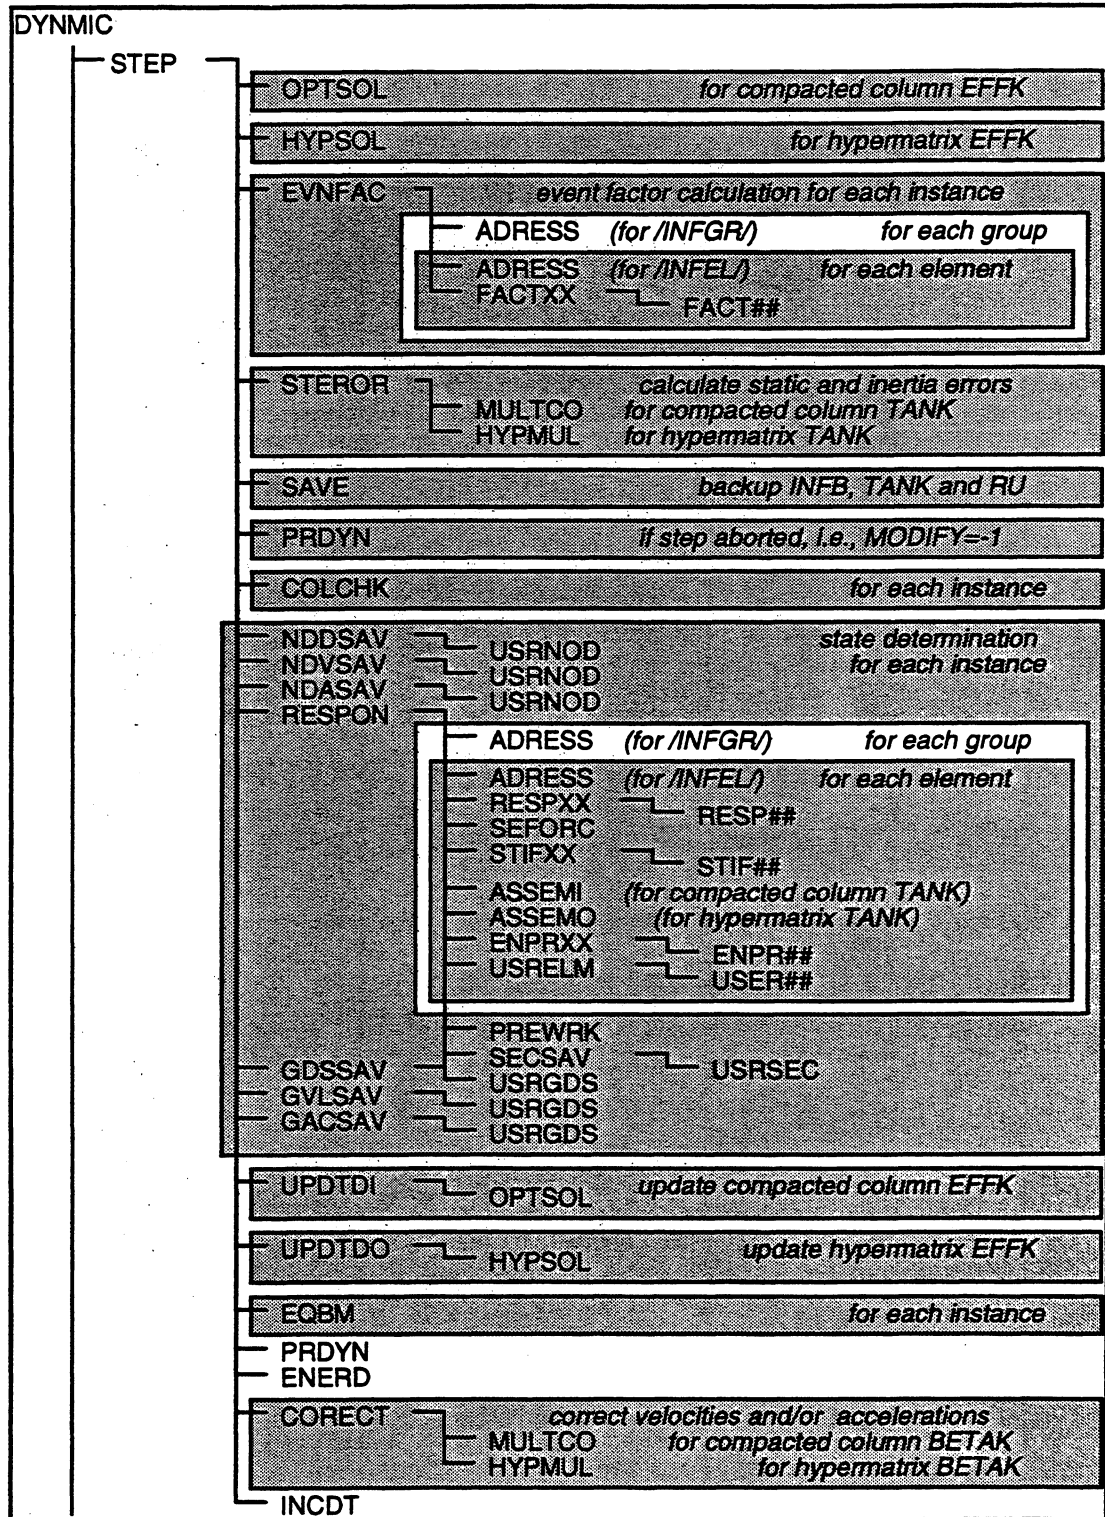 DYNMIC
STEP
OPTSOL for compacted column EFFK
HYPSOL for hypermatrix EFFK
EVNFAC event factor calculation for each instance
ADRESS (for /INFGR/) for each group
ADRESS (for /INFEL/) for each element
FACTXX
FACT##
STEROR calculate static and inertia errors
MULTCO for compacted column TANK
HYPMUL for hypermatrix TANK
SAVE backup INFB, TANK and RU
PRDYN if step aborted, i.e., MODIFY=-1
COLCHK for each instance
NDDSAV state determination
USRNOD
NDVSAV for each instance
USRNOD
NDASAV
USRNOD
RESPON
ADRESS (for /INFGR/) for each group
ADRESS (for /INFEL/) for each element
RESPXX
RESP##
SEFORC
STIFXX
STIF##
ASSEMI (for compacted column TANK)
ASSEMO (for hypermatrix TANK)
ENPRXX
ENPR##
USRELM
USER##
PREWRK
SECSAV
USRSEC
GDSSAV
USRGDS
GVLSAV
USRGDS
GACSAV
USRGDS
UPDTDI update compacted column EFFK
OPTSOL
UPDTDO update hypermatrix EFFK
HYPSOL
EQBM for each instance
PRDYN
ENERD
CORECT correct velocities and/or accelerations
MULTCO for compacted column BETAK
HYPMUL for hypermatrix BETAK
INCDT